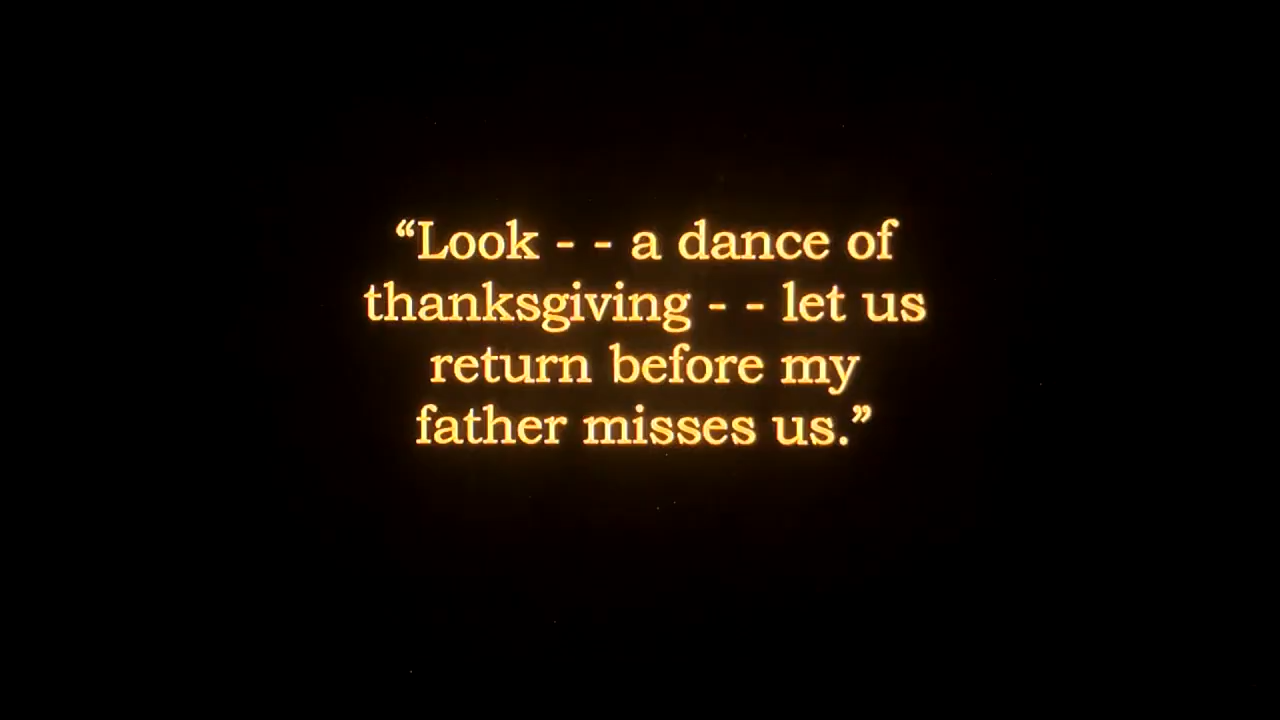 “Look - - a dance of
thanksgiving - - let us
return before my
father misses us.”